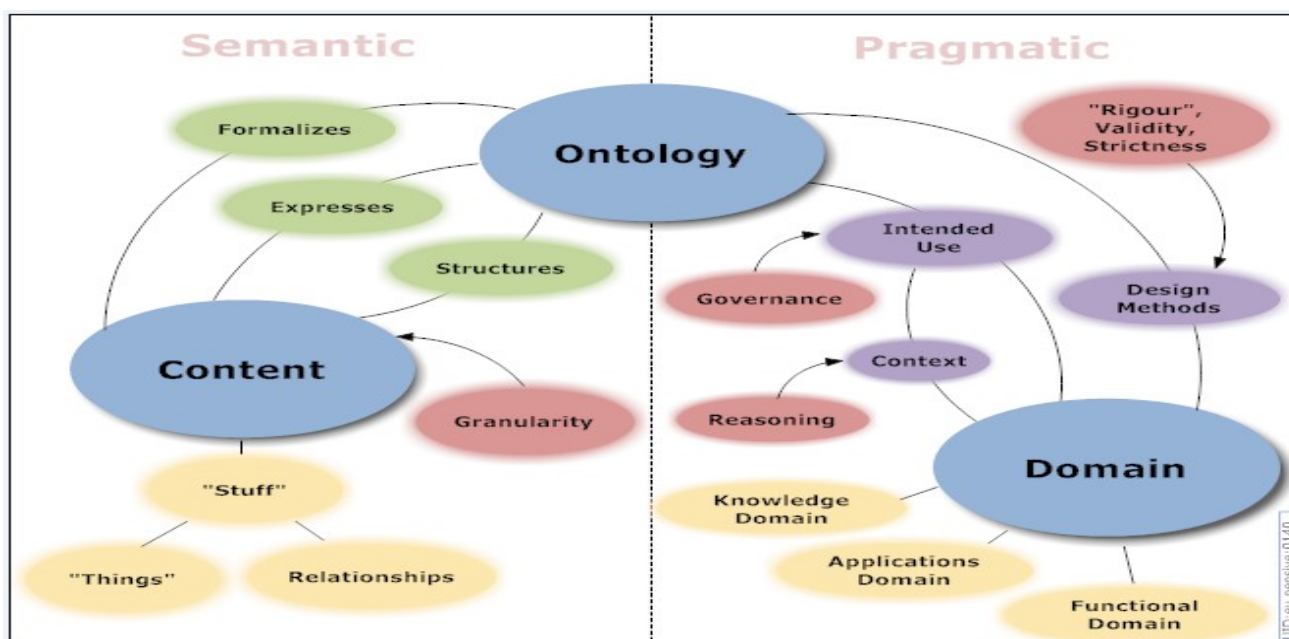 Semantic
Pragmatic
Formalizes
Ontology
"Rigour",
Validity,
Strictness
Expresses
Intended
Use
Structures
Governance
Design
Methods
Content
Context
Granularity
Reasoning
Domain
"Stuff"
Knowledge
Domain
"Things"
Relationships
Applications
Domain
Functional
Domain